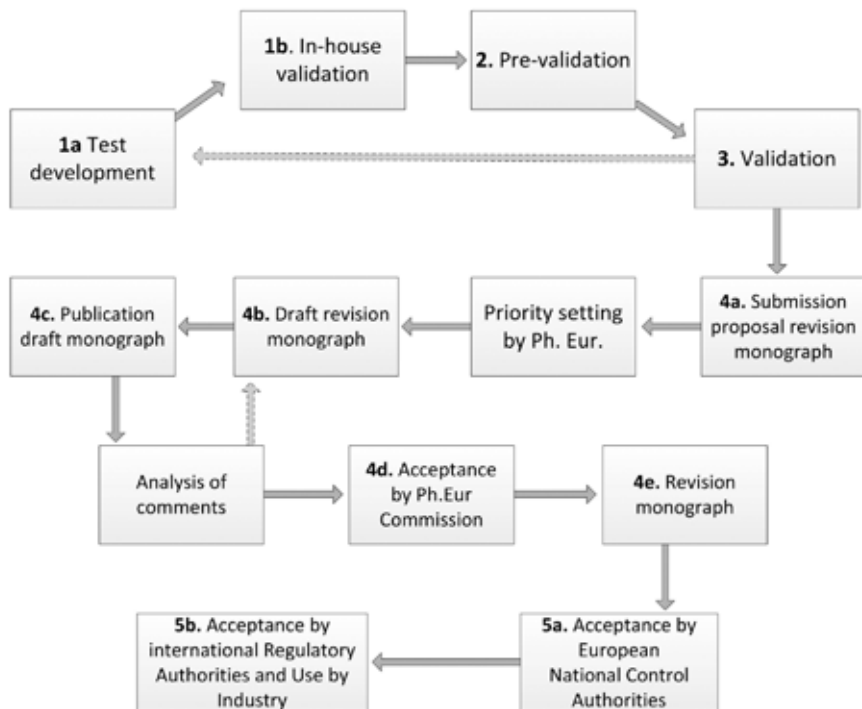 1b. In-house
validation
2. Pre-validation
1a Test
development
3. Validation
4c. Publication
draft monograph
4b. Draft revision
monograph
Priority setting
by Ph. Eur.
4a. Submission
proposal revision
monograph
Analysis of
comments
4d. Acceptance
by Ph.Eur
Commission
4e. Revision
monograph
5b. Acceptance by
international Regulatory
Authorities and Use by
Industry
5a. Acceptance by
European
National Control
Authorities